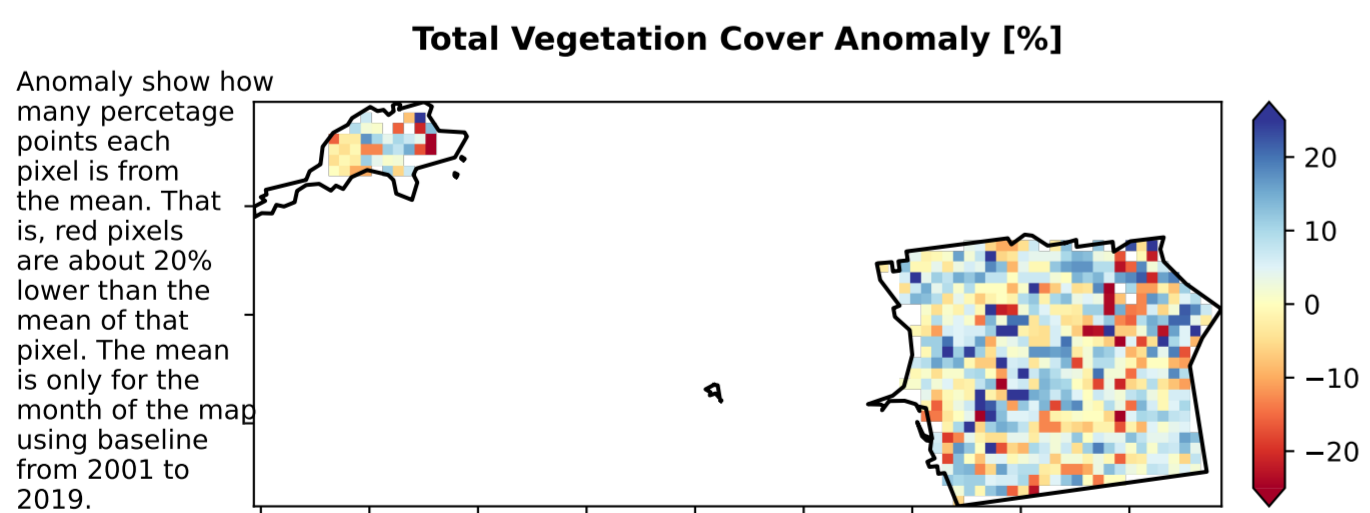 Total Vegetation Cover Anomaly [%]
Anomaly show how
many percetage
points each
pixel is from
the mean. That
is, red pixels
are about 20%
lower than the
mean of that
pixel. The mean
is only for the
month of the map
using baseline
from 2001 to
2019.
20
10
0
−10
−20